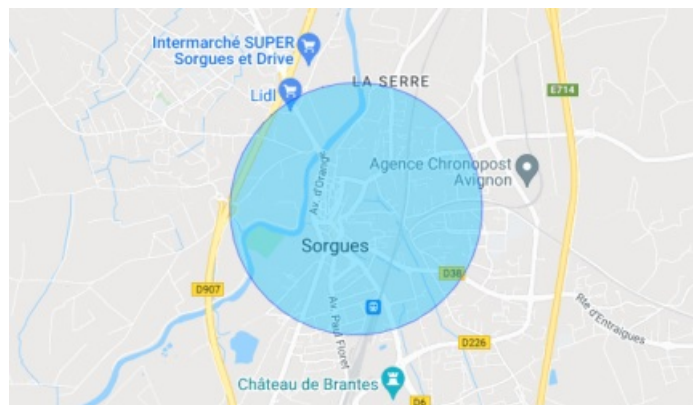 Intermarché SUPER
Sorgues et Drive
LA SERRE
Lidl
E714
Av. d'Orange
Agence Chronopost
Avignon
Sorgues
D38
D907
Av. Paul Floret
Rte d'Entraigues
D226
Château de Brantes
D6